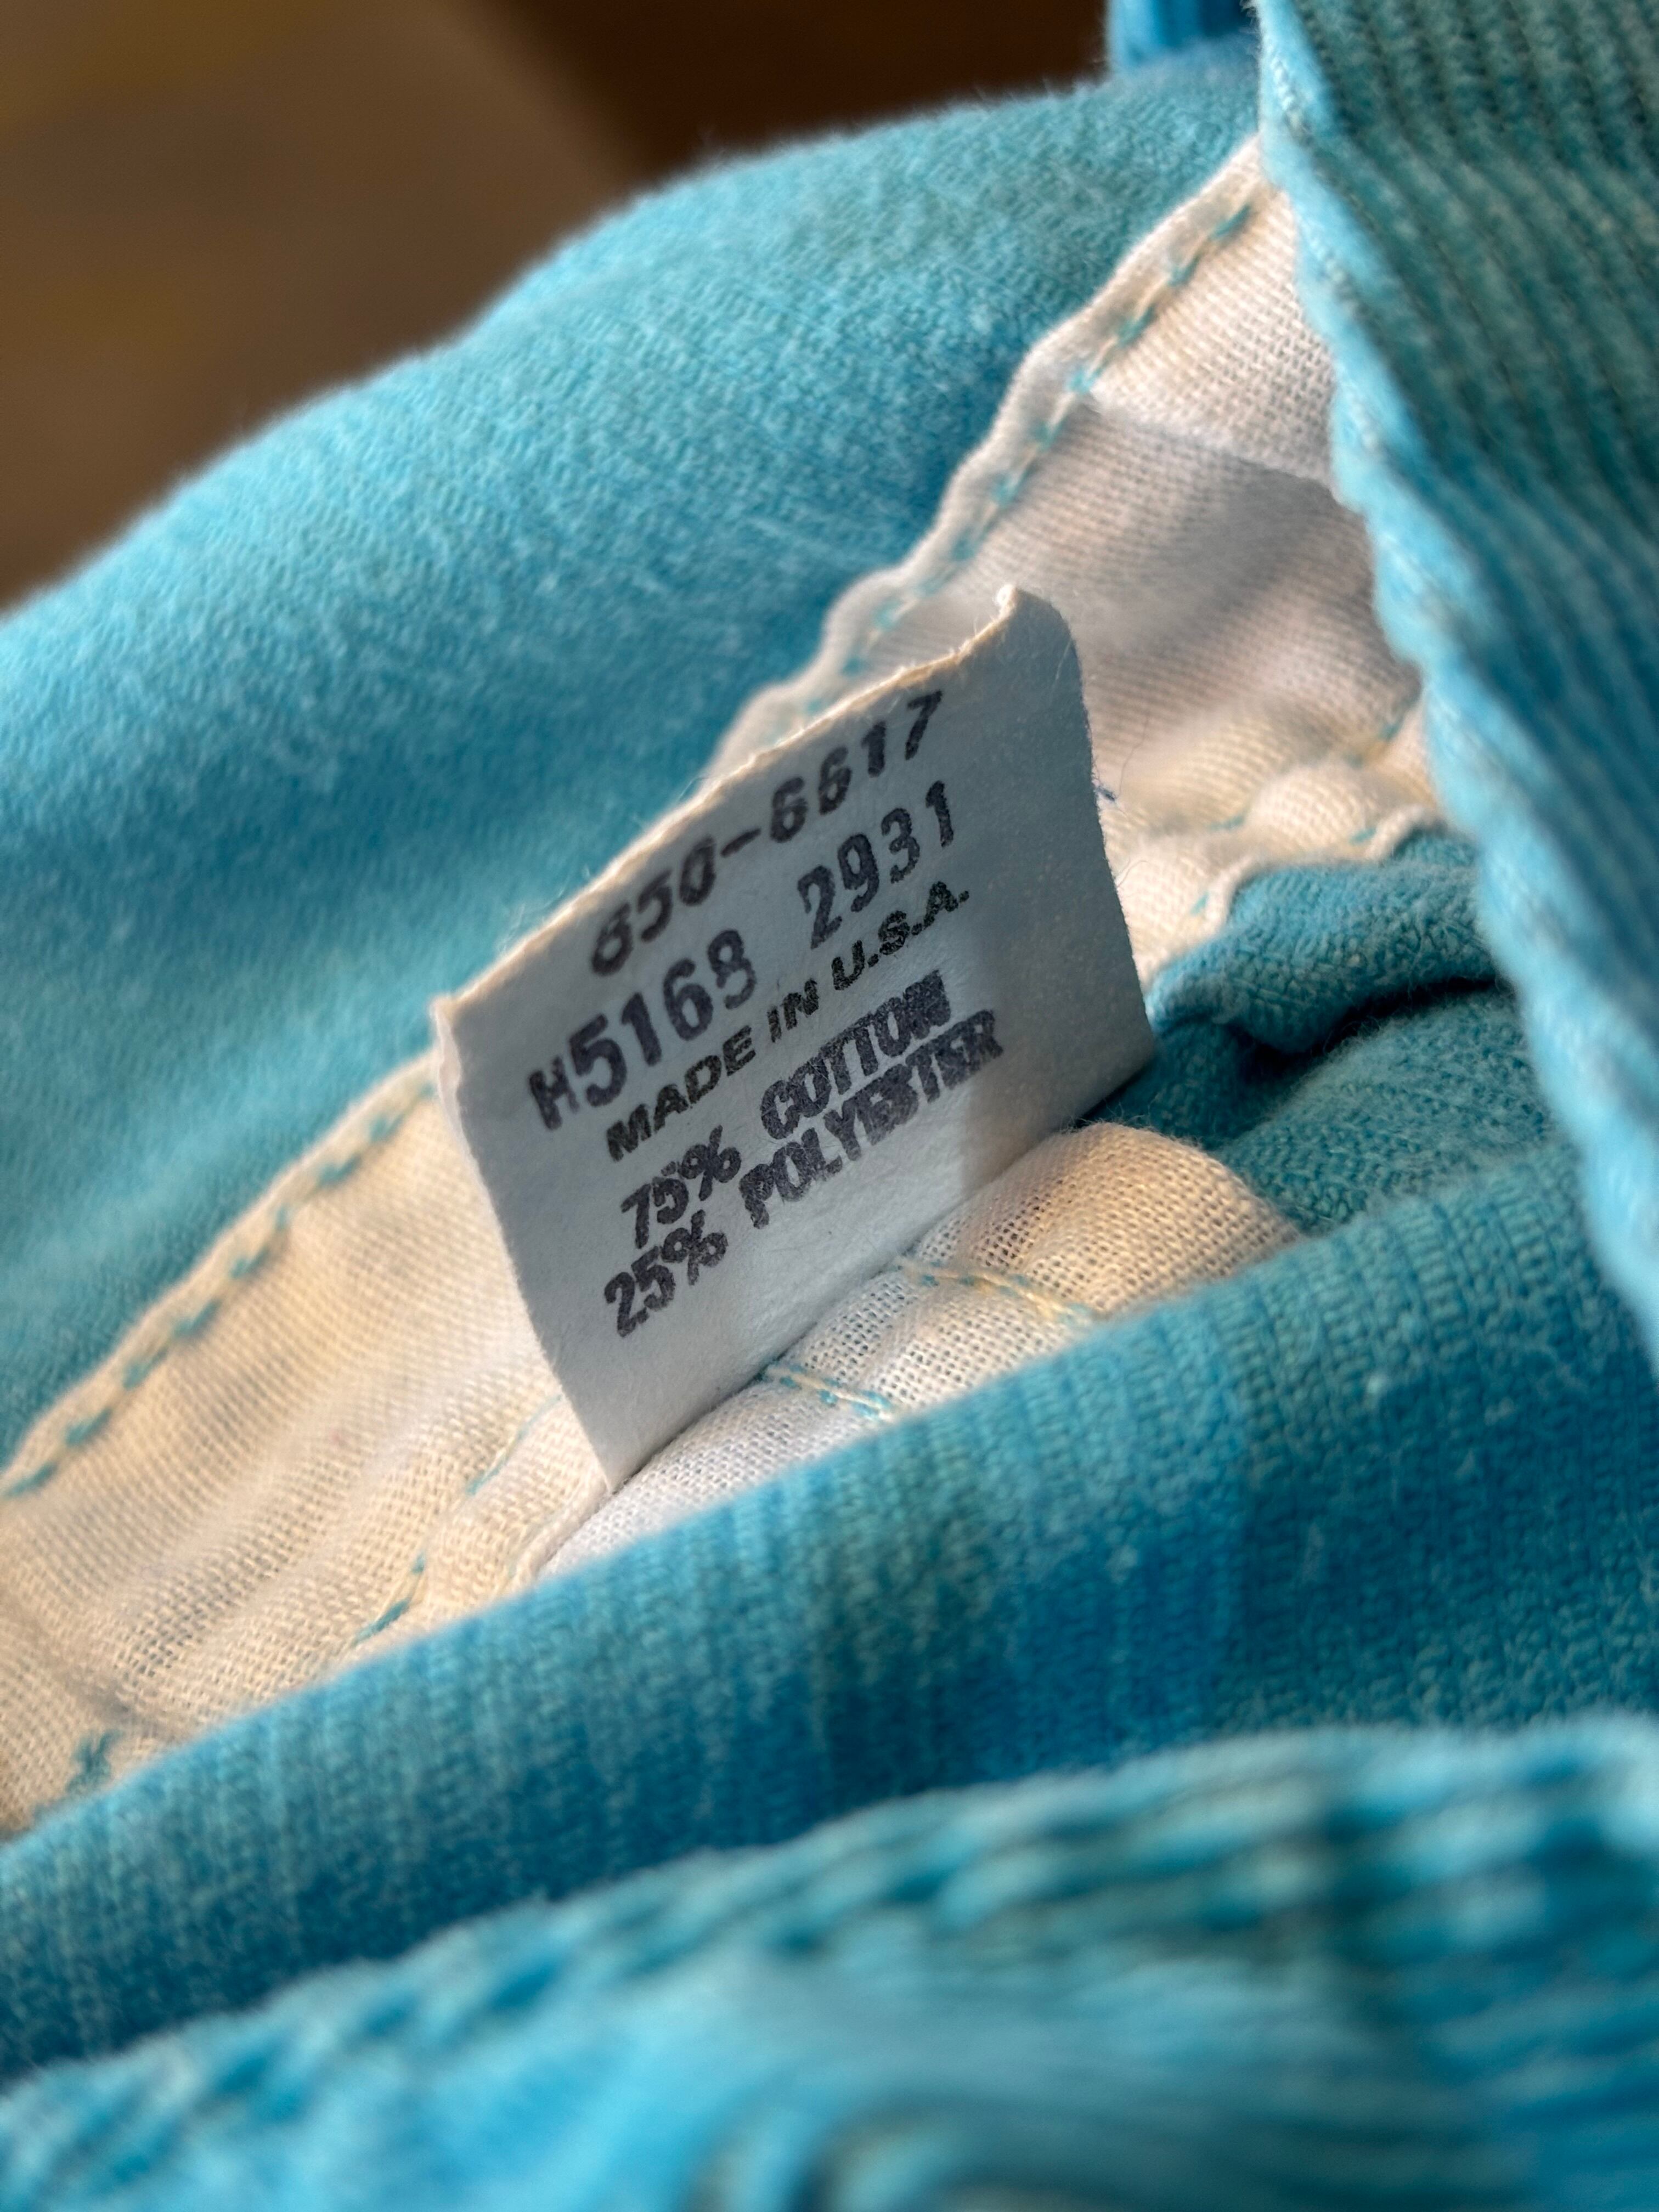 650-6617
H5168 2931
MADE IN U.S.A.
75% COTTON
25% POLYESTER